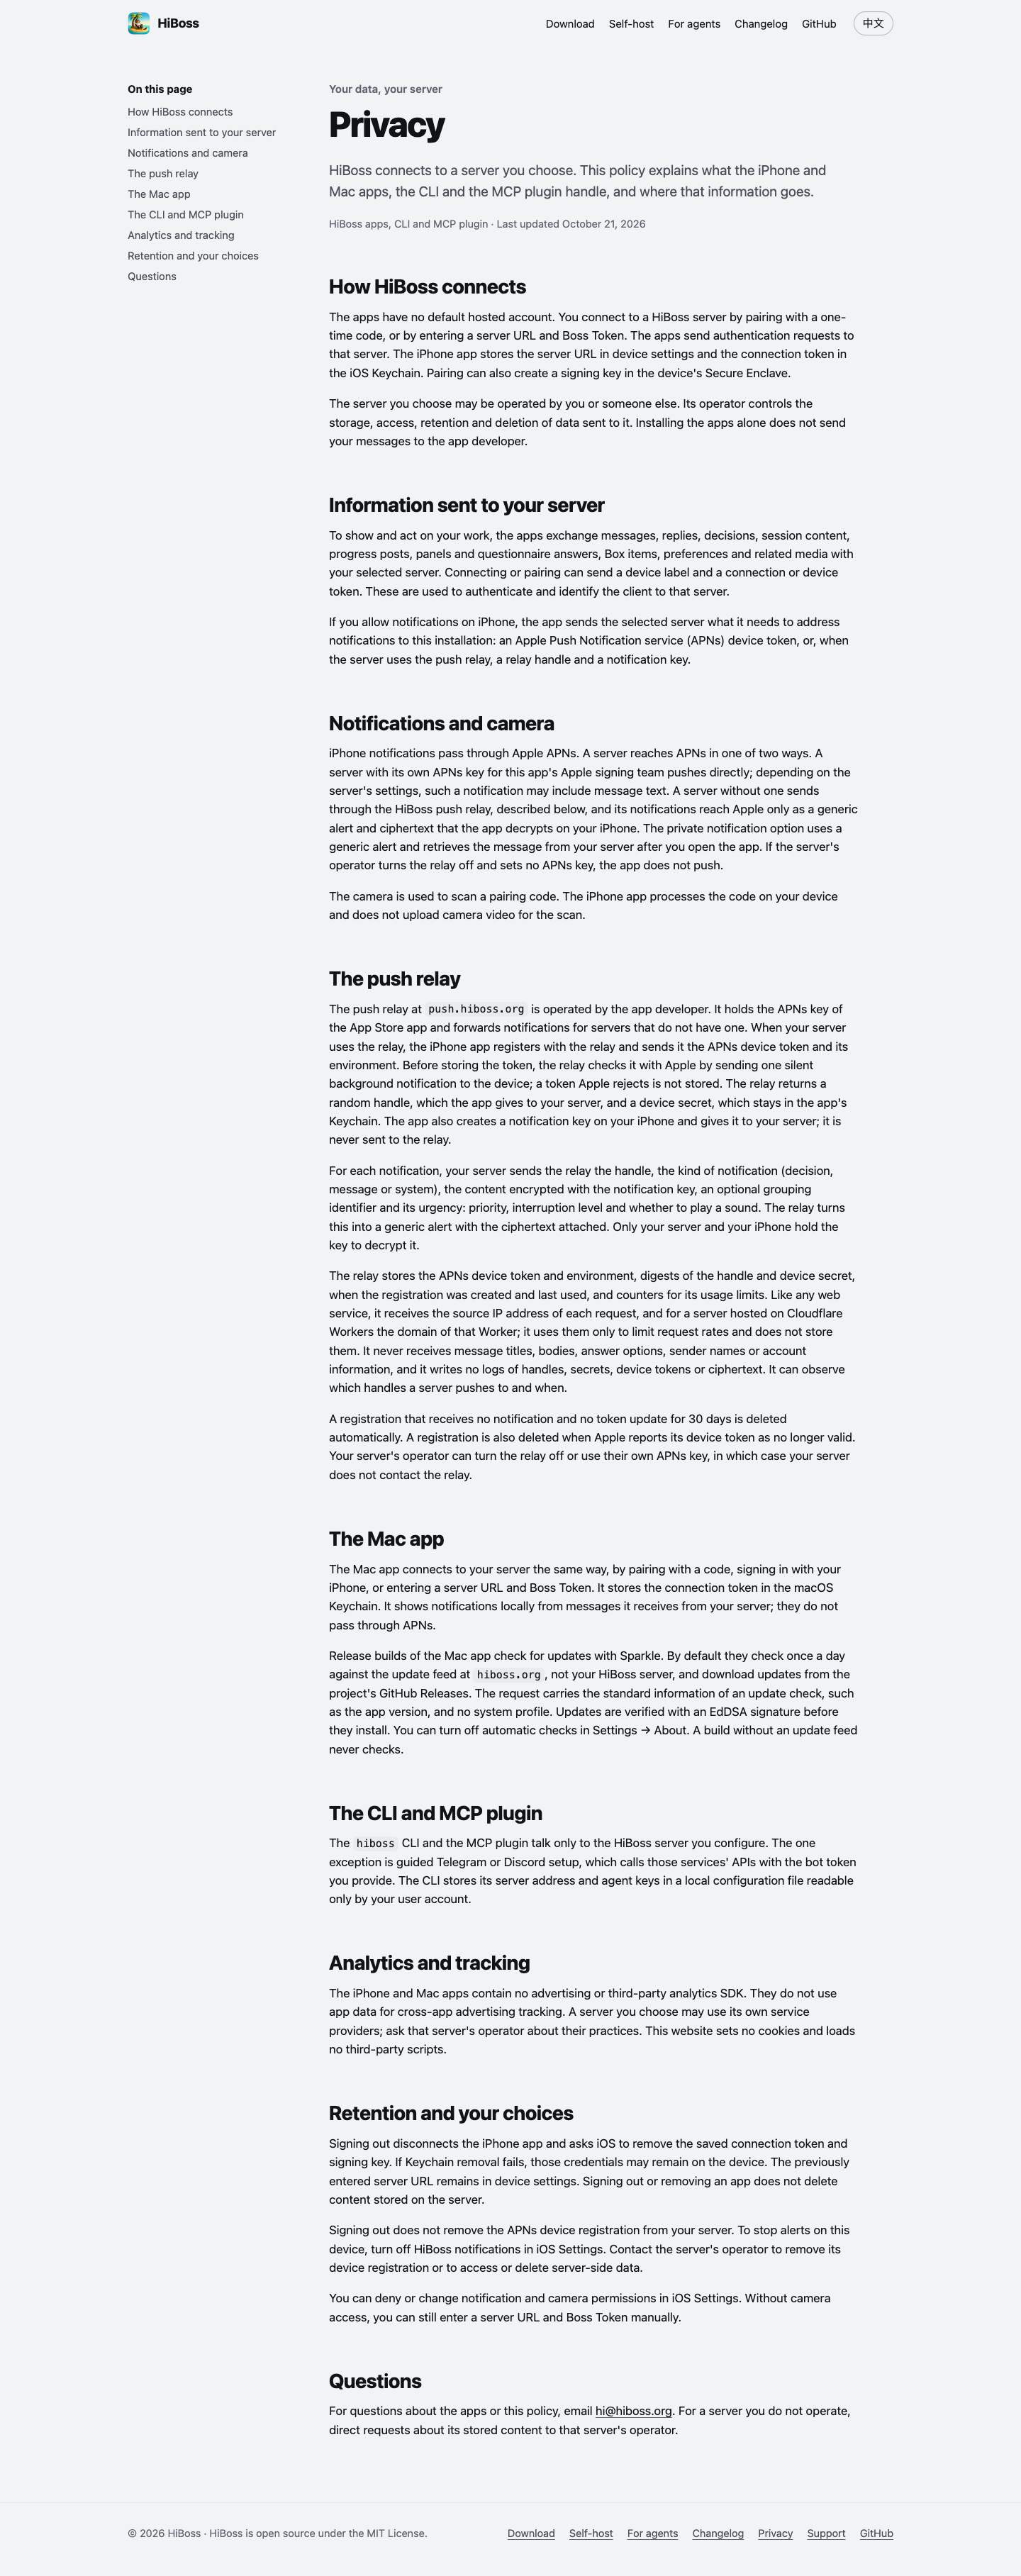 HiBoss
Download
Self-host
For agents
Changelog
GitHub
中文
On this page
How HiBoss connects
Information sent to your server
Notifications and camera
The push relay
The Mac app
The CLI and MCP plugin
Analytics and tracking
Retention and your choices
Questions
Your data, your server
Privacy
HiBoss connects to a server you choose. This policy explains what the iPhone and
Mac apps, the CLI and the MCP plugin handle, and where that information goes.
HiBoss apps, CLI and MCP plugin · Last updated October 21, 2026
How HiBoss connects
The apps have no default hosted account. You connect to a HiBoss server by pairing with a one-
time code, or by entering a server URL and Boss Token. The apps send authentication requests to
that server. The iPhone app stores the server URL in device settings and the connection token in
the iOS Keychain. Pairing can also create a signing key in the device's Secure Enclave.
The server you choose may be operated by you or someone else. Its operator controls the
storage, access, retention and deletion of data sent to it. Installing the apps alone does not send
your messages to the app developer.
Information sent to your server
To show and act on your work, the apps exchange messages, replies, decisions, session content,
progress posts, panels and questionnaire answers, Box items, preferences and related media with
your selected server. Connecting or pairing can send a device label and a connection or device
token. These are used to authenticate and identify the client to that server.
If you allow notifications on iPhone, the app sends the selected server what it needs to address
notifications to this installation: an Apple Push Notification service (APNs) device token, or, when
the server uses the push relay, a relay handle and a notification key.
Notifications and camera
iPhone notifications pass through Apple APNs. A server reaches APNs in one of two ways. A
server with its own APNs key for this app's Apple signing team pushes directly; depending on the
server's settings, such a notification may include message text. A server without one sends
through the HiBoss push relay, described below, and its notifications reach Apple only as a generic
alert and ciphertext that the app decrypts on your iPhone. The private notification option uses a
generic alert and retrieves the message from your server after you open the app. If the server's
operator turns the relay off and sets no APNs key, the app does not push.
The camera is used to scan a pairing code. The iPhone app processes the code on your device
and does not upload camera video for the scan.
The push relay
The push relay at push.hiboss.org is operated by the app developer. It holds the APNs key of
the App Store app and forwards notifications for servers that do not have one. When your server
uses the relay, the iPhone app registers with the relay and sends it the APNs device token and its
environment. Before storing the token, the relay checks it with Apple by sending one silent
background notification to the device; a token Apple rejects is not stored. The relay returns a
random handle, which the app gives to your server, and a device secret, which stays in the app's
Keychain. The app also creates a notification key on your iPhone and gives it to your server; it is
never sent to the relay.
For each notification, your server sends the relay the handle, the kind of notification (decision,
message or system), the content encrypted with the notification key, an optional grouping
identifier and its urgency: priority, interruption level and whether to play a sound. The relay turns
this into a generic alert with the ciphertext attached. Only your server and your iPhone hold the
key to decrypt it.
The relay stores the APNs device token and environment, digests of the handle and device secret,
when the registration was created and last used, and counters for its usage limits. Like any web
service, it receives the source IP address of each request, and for a server hosted on Cloudflare
Workers the domain of that Worker; it uses them only to limit request rates and does not store
them. It never receives message titles, bodies, answer options, sender names or account
information, and it writes no logs of handles, secrets, device tokens or ciphertext. It can observe
which handles a server pushes to and when.
A registration that receives no notification and no token update for 30 days is deleted
automatically. A registration is also deleted when Apple reports its device token as no longer valid.
Your server's operator can turn the relay off or use their own APNs key, in which case your server
does not contact the relay.
The Mac app
The Mac app connects to your server the same way, by pairing with a code, signing in with your
iPhone, or entering a server URL and Boss Token. It stores the connection token in the macOS
Keychain. It shows notifications locally from messages it receives from your server; they do not
pass through APNs.
Release builds of the Mac app check for updates with Sparkle. By default they check once a day
against the update feed at hiboss.org, not your HiBoss server, and download updates from the
project's GitHub Releases. The request carries the standard information of an update check, such
as the app version, and no system profile. Updates are verified with an EdDSA signature before
they install. You can turn off automatic checks in Settings → About. A build without an update feed
never checks.
The CLI and MCP plugin
The hiboss CLI and the MCP plugin talk only to the HiBoss server you configure. The one
exception is guided Telegram or Discord setup, which calls those services' APIs with the bot token
you provide. The CLI stores its server address and agent keys in a local configuration file readable
only by your user account.
Analytics and tracking
The iPhone and Mac apps contain no advertising or third-party analytics SDK. They do not use
app data for cross-app advertising tracking. A server you choose may use its own service
providers; ask that server's operator about their practices. This website sets no cookies and loads
no third-party scripts.
Retention and your choices
Signing out disconnects the iPhone app and asks iOS to remove the saved connection token and
signing key. If Keychain removal fails, those credentials may remain on the device. The previously
entered server URL remains in device settings. Signing out or removing an app does not delete
content stored on the server.
Signing out does not remove the APNs device registration from your server. To stop alerts on this
device, turn off HiBoss notifications in iOS Settings. Contact the server's operator to remove its
device registration or to access or delete server-side data.
You can deny or change notification and camera permissions in iOS Settings. Without camera
access, you can still enter a server URL and Boss Token manually.
Questions
For questions about the apps or this policy, email hi@hiboss.org. For a server you do not operate,
direct requests about its stored content to that server's operator.
© 2026 HiBoss · HiBoss is open source under the MIT License.
Download
Self-host
For agents
Changelog
Privacy
Support
GitHub